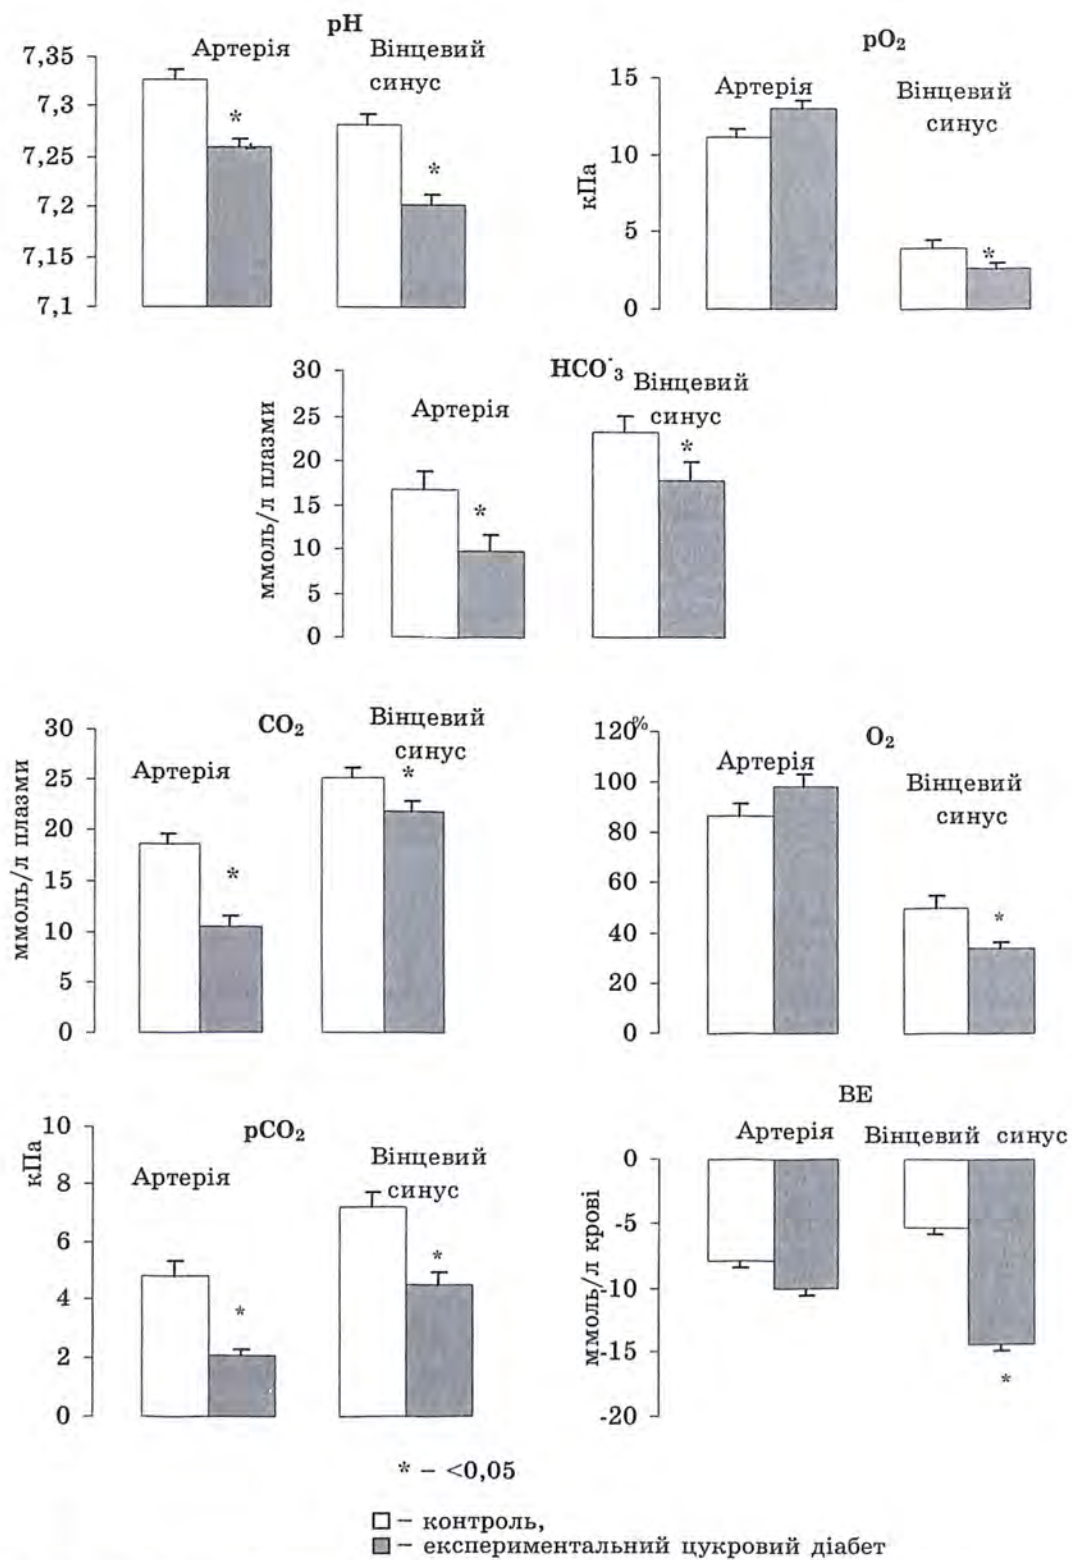 pH
Артерія
Вінцевий
синус
7,35
7,3
7,25
7,2
7,15
7,1
*
*
pO₂
Артерія
Вінцевий
синус
кПа
15
10
5
0
*
HCO⁻₃
Артерія
Вінцевий
синус
ммоль/л плазми
30
25
20
15
10
5
0
*
*
CO₂
Артерія
Вінцевий
синус
ммоль/л плазми
30
25
20
15
10
5
0
*
*
O₂
Артерія
Вінцевий
синус
120%
100
80
60
40
20
0
*
pCO₂
Артерія
Вінцевий
синус
кПа
10
8
6
4
2
0
*
*
BE
Артерія
Вінцевий синус
ммоль/л крові
0
-5
-10
-15
-20
*
* – <0,05
– контроль,
– експериментальний цукровий діабет